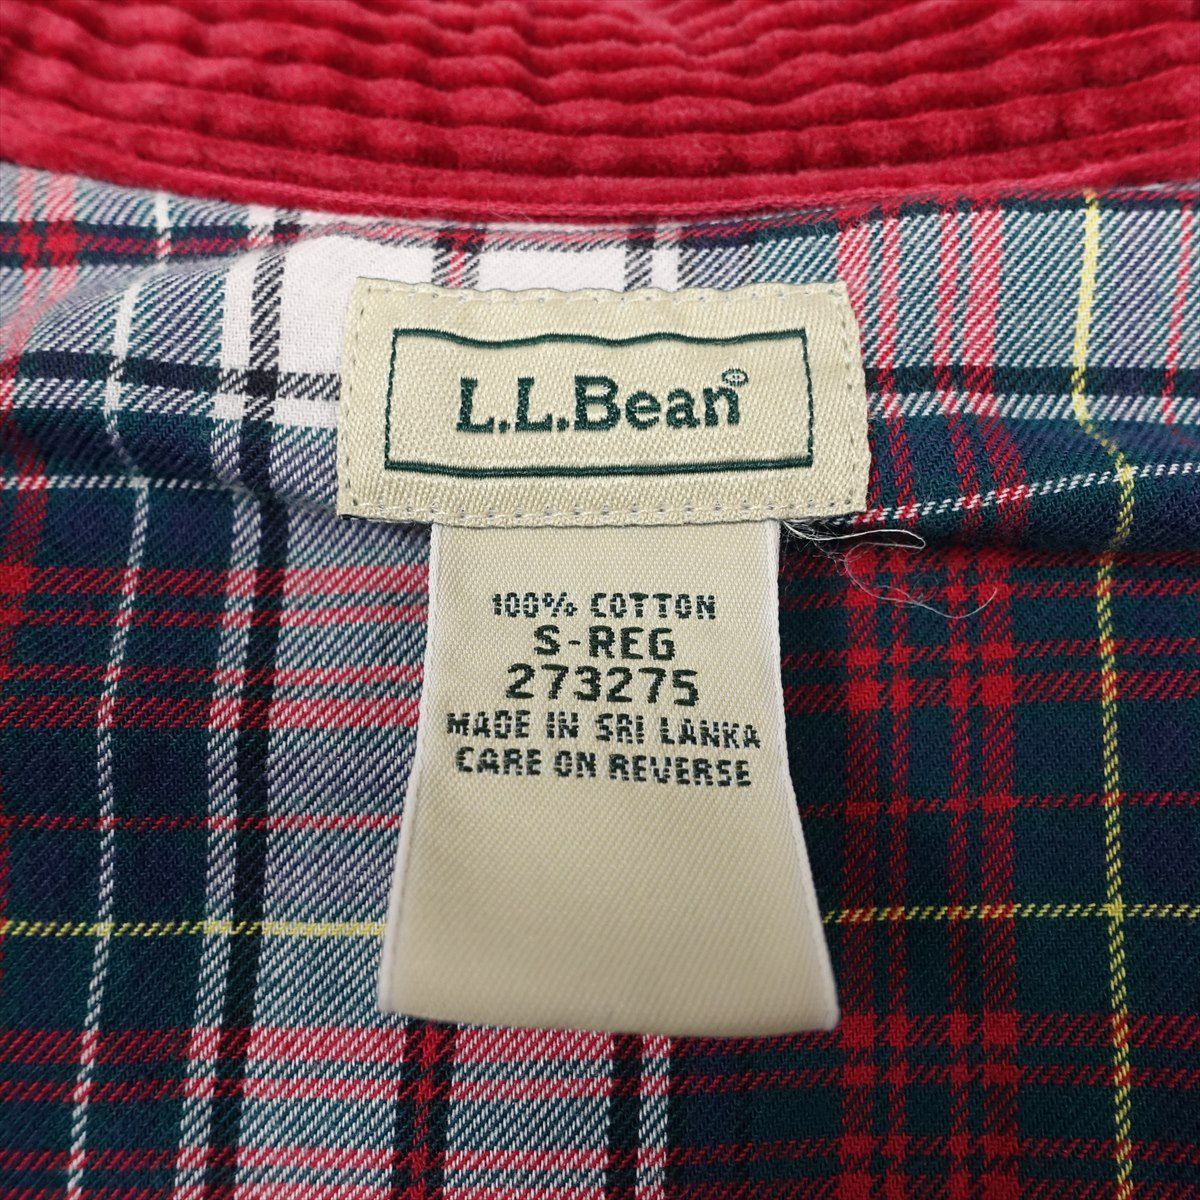 L.L.Bean®
100% COTTON
S-REG
273275
MADE IN SRI LANKA
CARE ON REVERSE